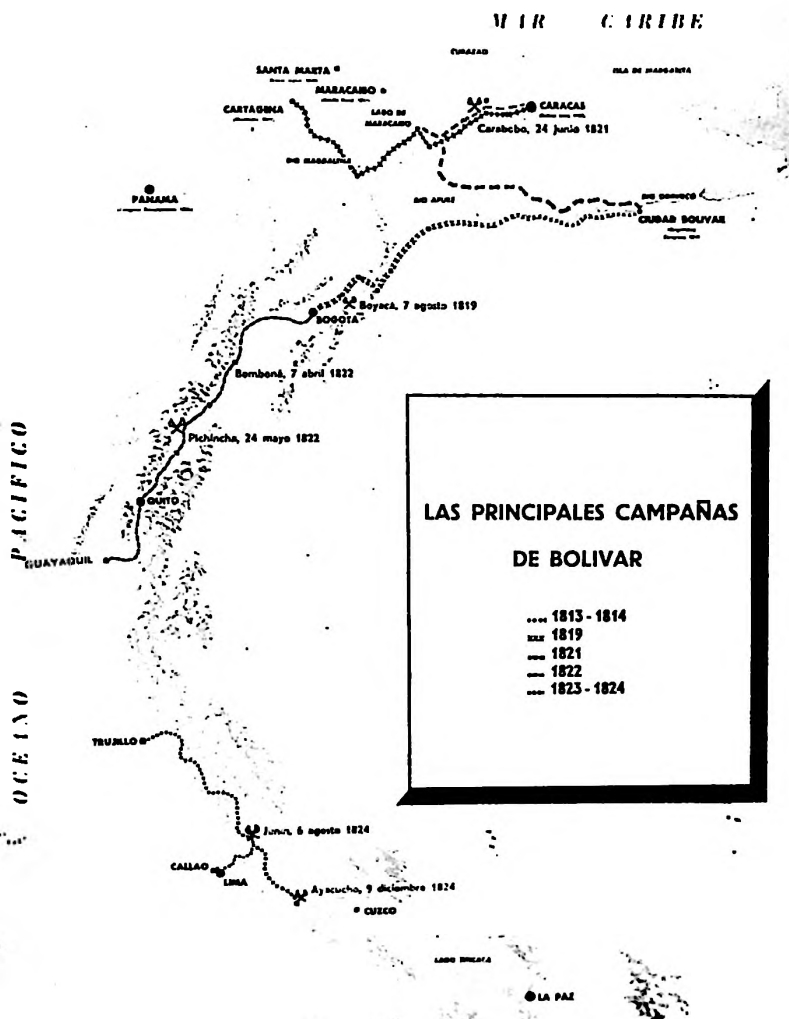 MAR CARIBE
CURAZAO
ISLA DE MARGARITA
SANTA MARTA
MARACAIBO
CARTAGENA
LAGO DE
MARACAIBO
CARACAS
Carabobo, 24 junio 1821
RIO MAGDALENA
PANAMA
RIO APURE
RIO ORINOCO
CIUDAD BOLIVAR
Boyacá, 7 agosto 1819
BOGOTA
Bomboná, 7 abril 1822
Pichincha, 24 mayo 1822
QUITO
GUAYAQUIL
OCEANO PACIFICO
LAS PRINCIPALES CAMPAÑAS
DE BOLIVAR
1813-1814
1819
1821
1822
1823-1824
TRUJILLO
Junin, 6 agosto 1824
CALLAO
LIMA
Ayacucho, 9 diciembre 1824
CUZCO
LAGO
LA PAZ